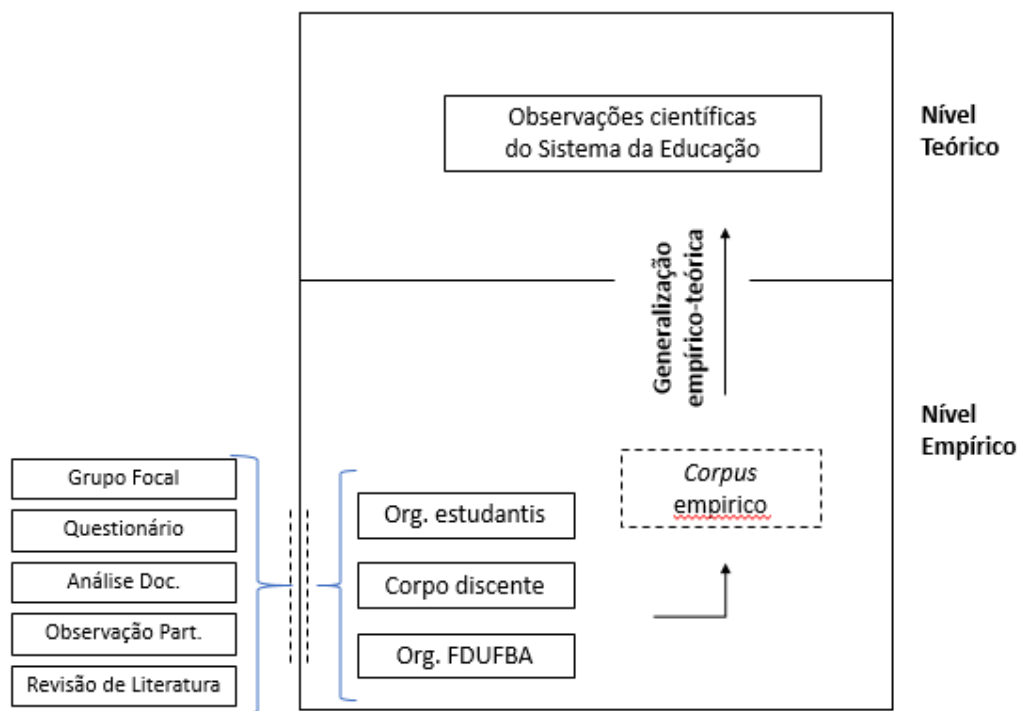 Observações científicas
do Sistema da Educação
Nível
Teórico
Generalização
empírico-teórica
Nível
Empírico
Grupo Focal
Questionário
Análise Doc.
Observação Part.
Revisão de Literatura
Org. estudantis
Corpo discente
Org. FDUFBA
Corpus
empirico